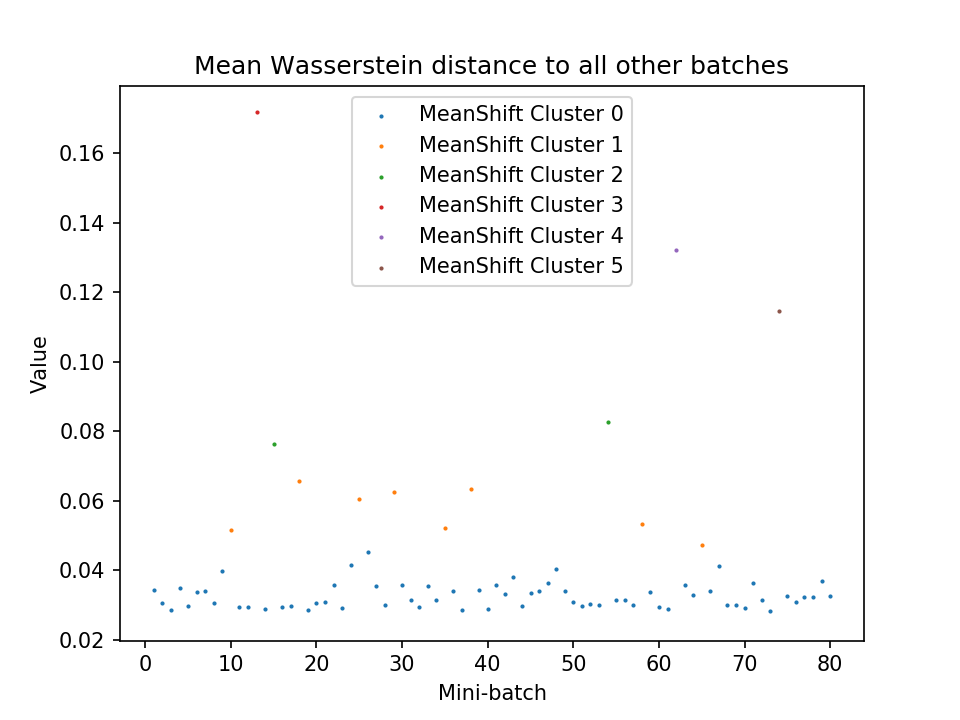 Mean Wasserstein distance to all other batches
MeanShift Cluster 0
MeanShift Cluster 1
MeanShift Cluster 2
MeanShift Cluster 3
MeanShift Cluster 4
MeanShift Cluster 5
0.16
0.14
0.12
0.10
0.08
0.06
0.04
0.02
Value
0 10 20 30 40 50 60 70 80
Mini-batch